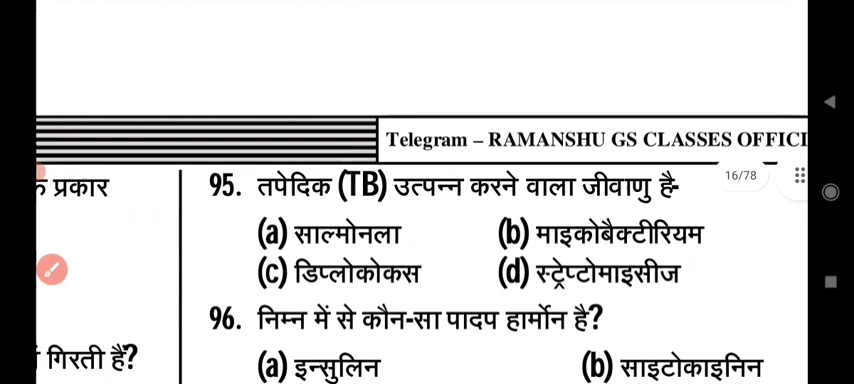 Telegram – RAMANSHU GS CLASSES OFFICI
16/78
प्रकार
गिरती हैं?
95. तपेदिक (TB) उत्पन्न करने वाला जीवाणु है-
(a) साल्मोनला (b) माइकोबैक्टीरियम
(c) डिप्लोकोकस (d) स्ट्रेप्टोमाइसीज
96. निम्न में से कौन-सा पादप हार्मोन है?
(a) इन्सुलिन (b) साइटोकाइनिन